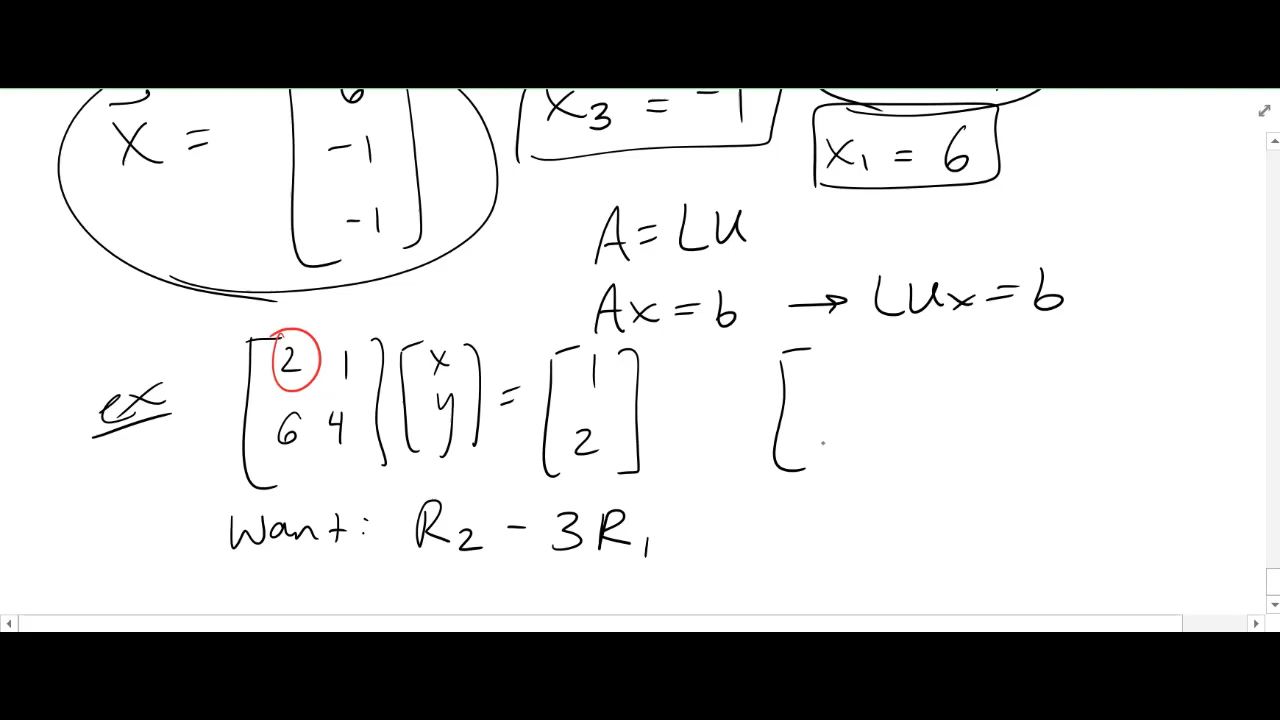 x⃗ = [6 -1 -1]
x₃ = -1
x₁ = 6
A = LU
Ax = b → LUx = b
ex [2 1 6 4] [x y] = [1 2] [
Want: R₂ - 3R₁